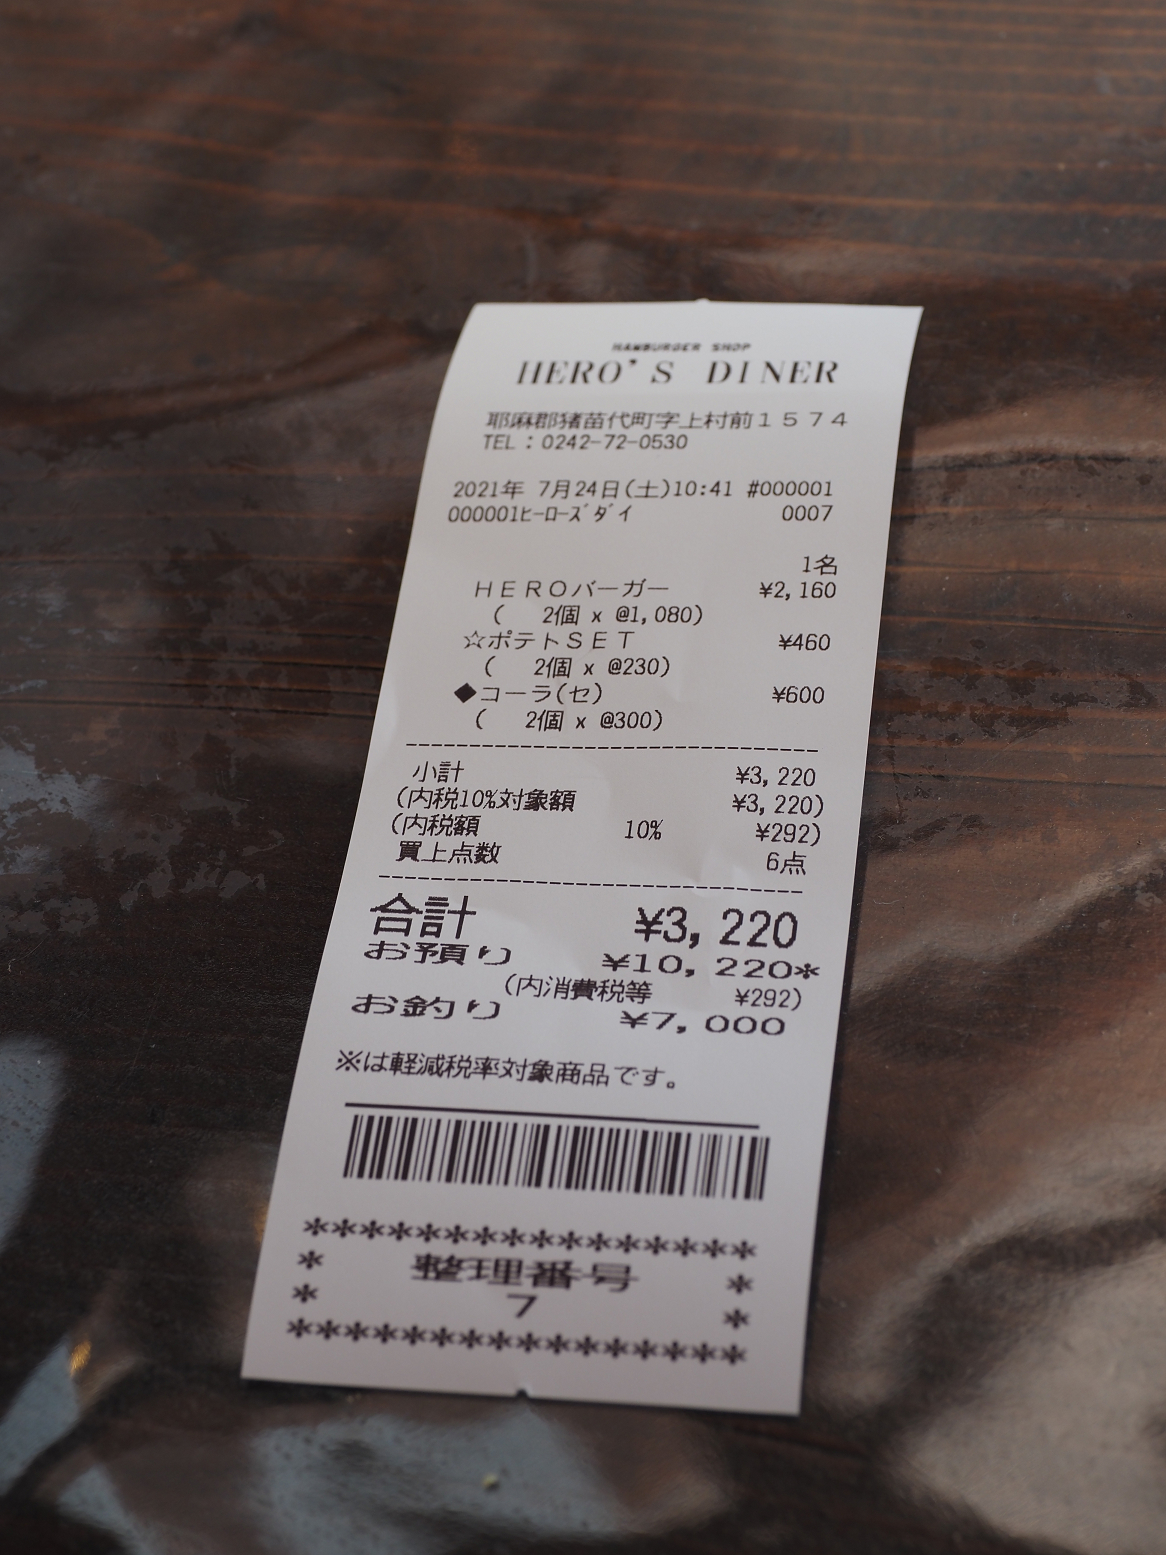 HAMBURGER SHOP
HERO'S DINER
耶麻郡猪苗代町字上村前１５７４
TEL：0242-72-0530
2021年 7月24日(土)10:41 #000001
000001ﾋｰﾛｰｽﾞﾀﾞｲ 0007
1名
ＨＥＲＯバーガー ¥2,160
( 2個 x @1,080)
☆ポテトＳＥＴ ¥460
( 2個 x @230)
◆コーラ(セ) ¥600
( 2個 x @300)
小計 ¥3,220
(内税10%対象額 ¥3,220)
(内税額 10% ¥292)
買上点数 6点
合計 ¥3,220
お預り ¥10,220*
(内消費税等 ¥292)
お釣り ¥7,000
※は軽減税率対象商品です。
****************
* 整理番号 *
* 7 *
****************